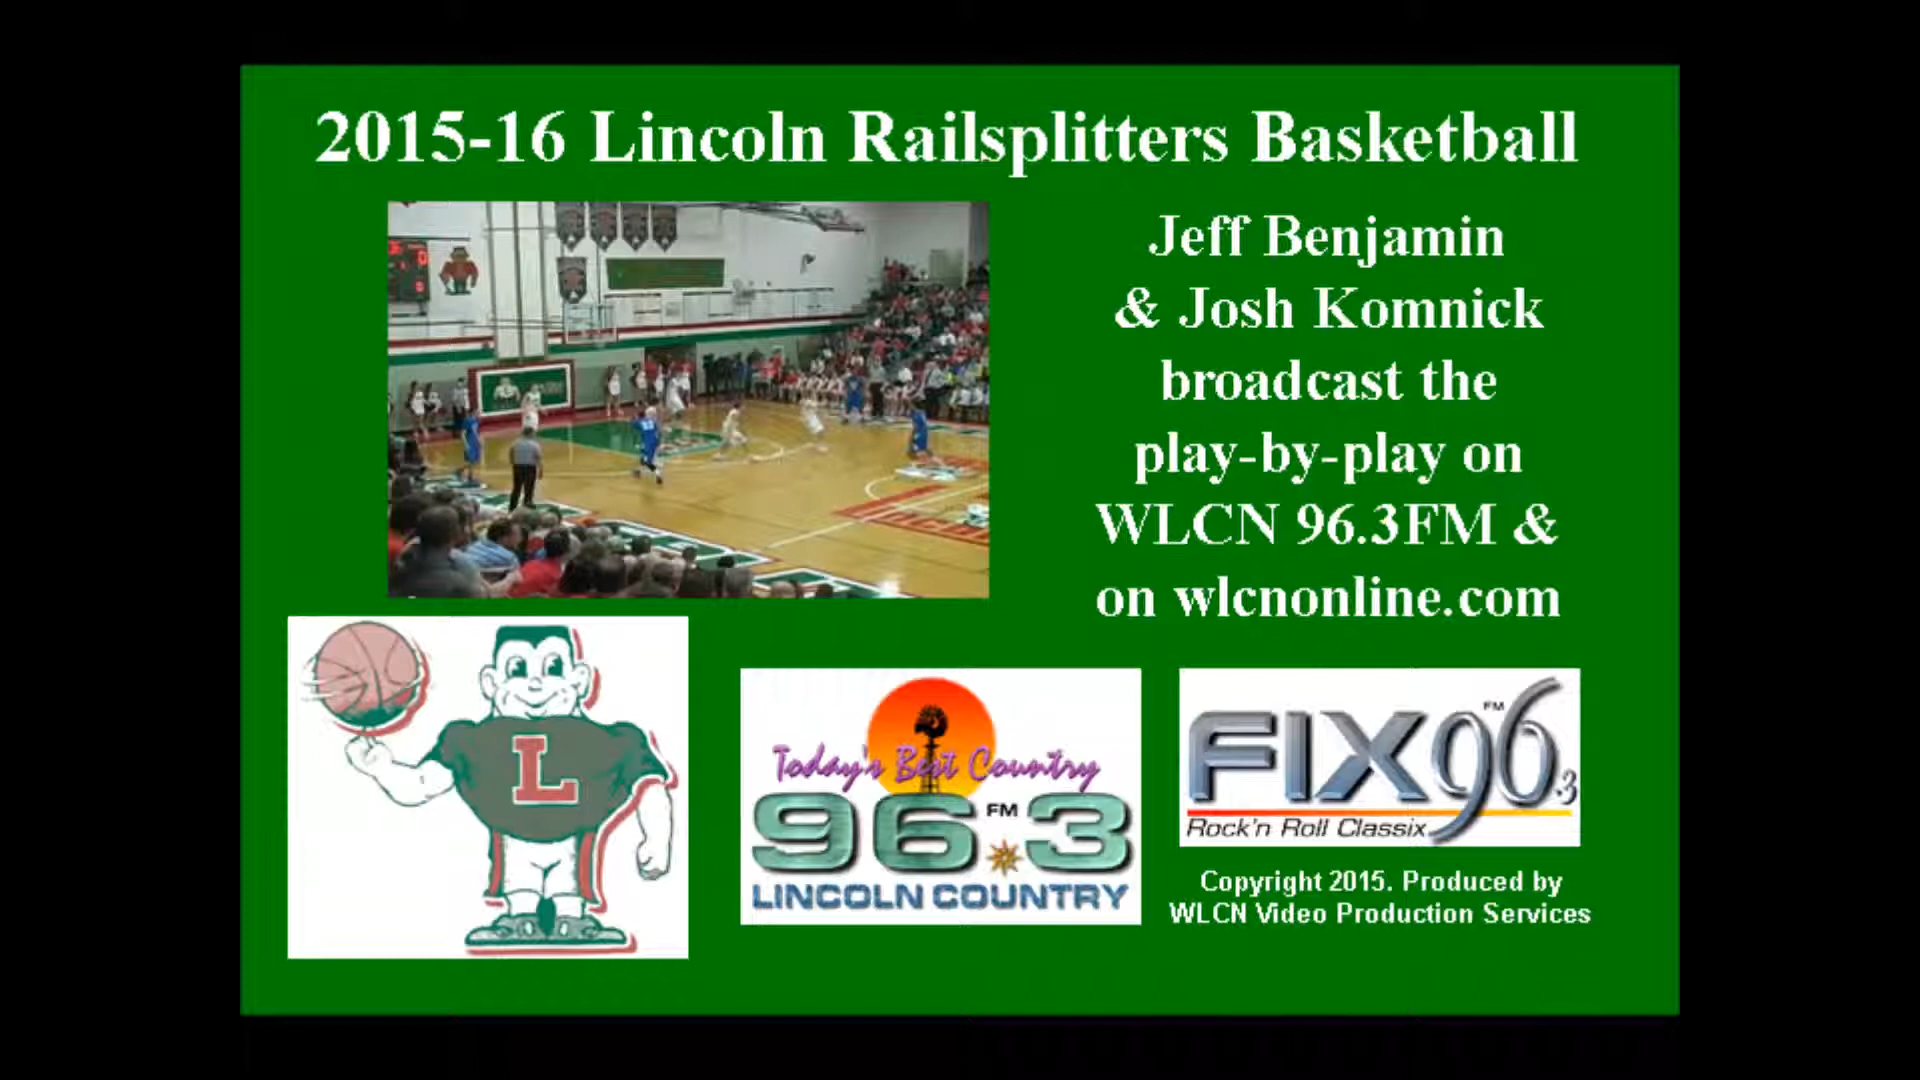 2015-16 Lincoln Railsplitters Basketball
Jeff Benjamin
& Josh Komnick
broadcast the
play-by-play on
WLCN 96.3FM &
on wlcnonline.com
L
Today's Best Country
96.3 FM
LINCOLN COUNTRY
FIX 96.3 FM
Rock'n Roll Classix
Copyright 2015. Produced by
WLCN Video Production Services